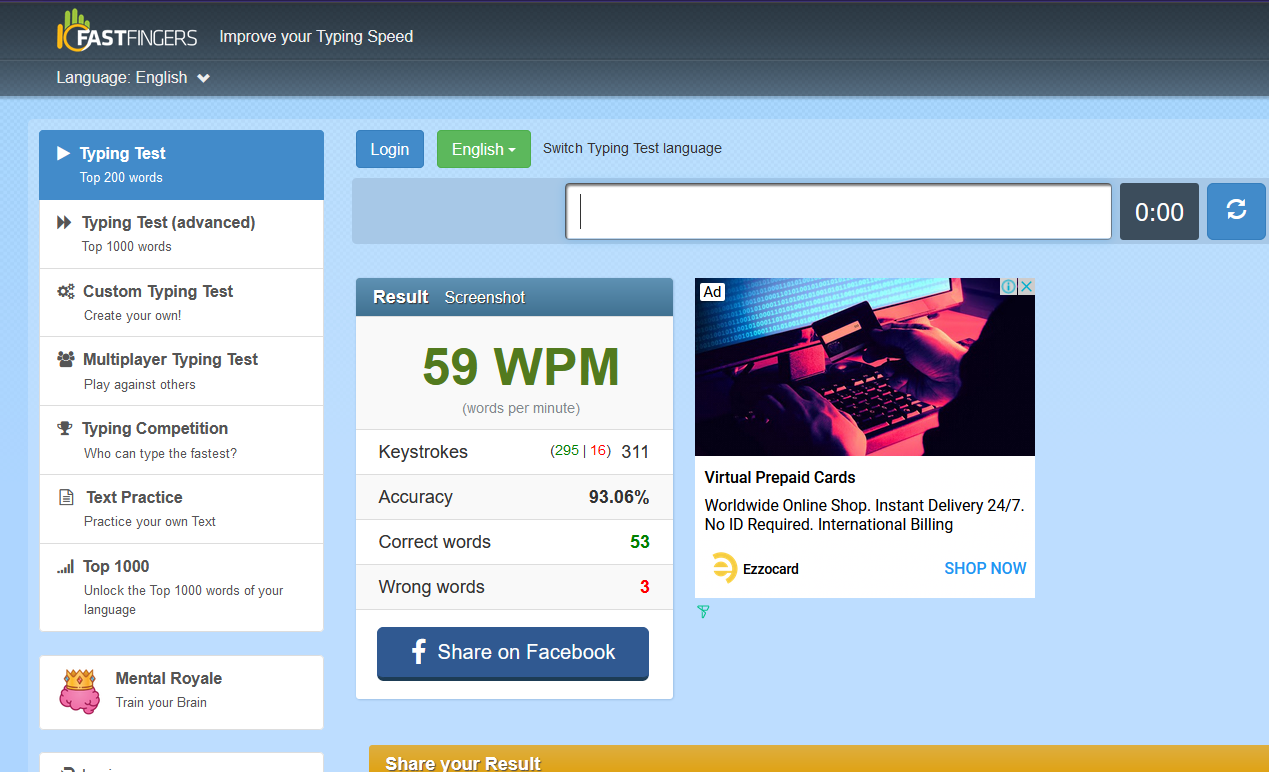 FASTFINGERS Improve your Typing Speed
Language: English
Typing Test
Top 200 words
Typing Test (advanced)
Top 1000 words
Custom Typing Test
Create your own!
Multiplayer Typing Test
Play against others
Typing Competition
Who can type the fastest?
Text Practice
Practice your own Text
Top 1000
Unlock the Top 1000 words of your
language
Mental Royale
Train your Brain
Login English Switch Typing Test language
0:00
Result Screenshot
59 WPM
(words per minute)
Keystrokes (295 | 16) 311
Accuracy 93.06%
Correct words 53
Wrong words 3
Share on Facebook
Ad
Virtual Prepaid Cards
Worldwide Online Shop. Instant Delivery 24/7.
No ID Required. International Billing
Ezzocard SHOP NOW
Share your Result